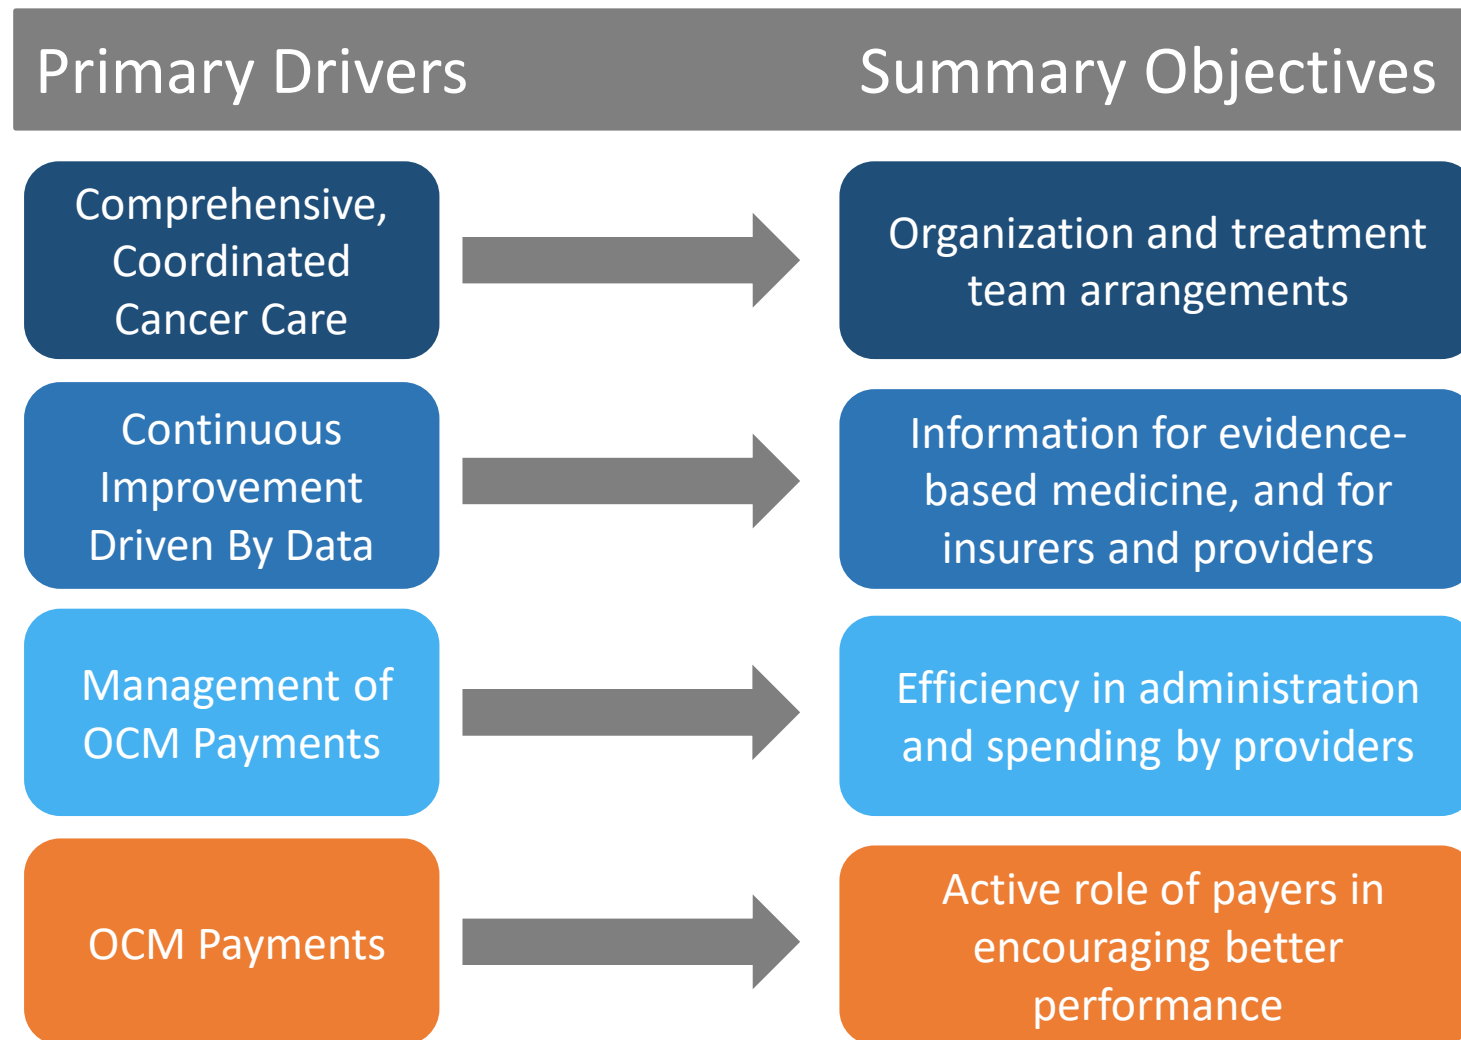 Primary Drivers
Summary Objectives
Comprehensive,
Coordinated
Cancer Care
Organization and treatment
team arrangements
Continuous
Improvement
Driven By Data
Information for evidence-
based medicine, and for
insurers and providers
Management of
OCM Payments
Efficiency in administration
and spending by providers
OCM Payments
Active role of payers in
encouraging better
performance